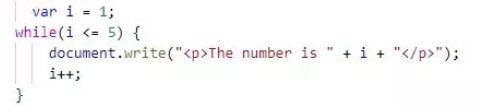 var i = 1;
while(i <= 5) {
document.write("<p>The number is " + i + "</p>");
i++;
}